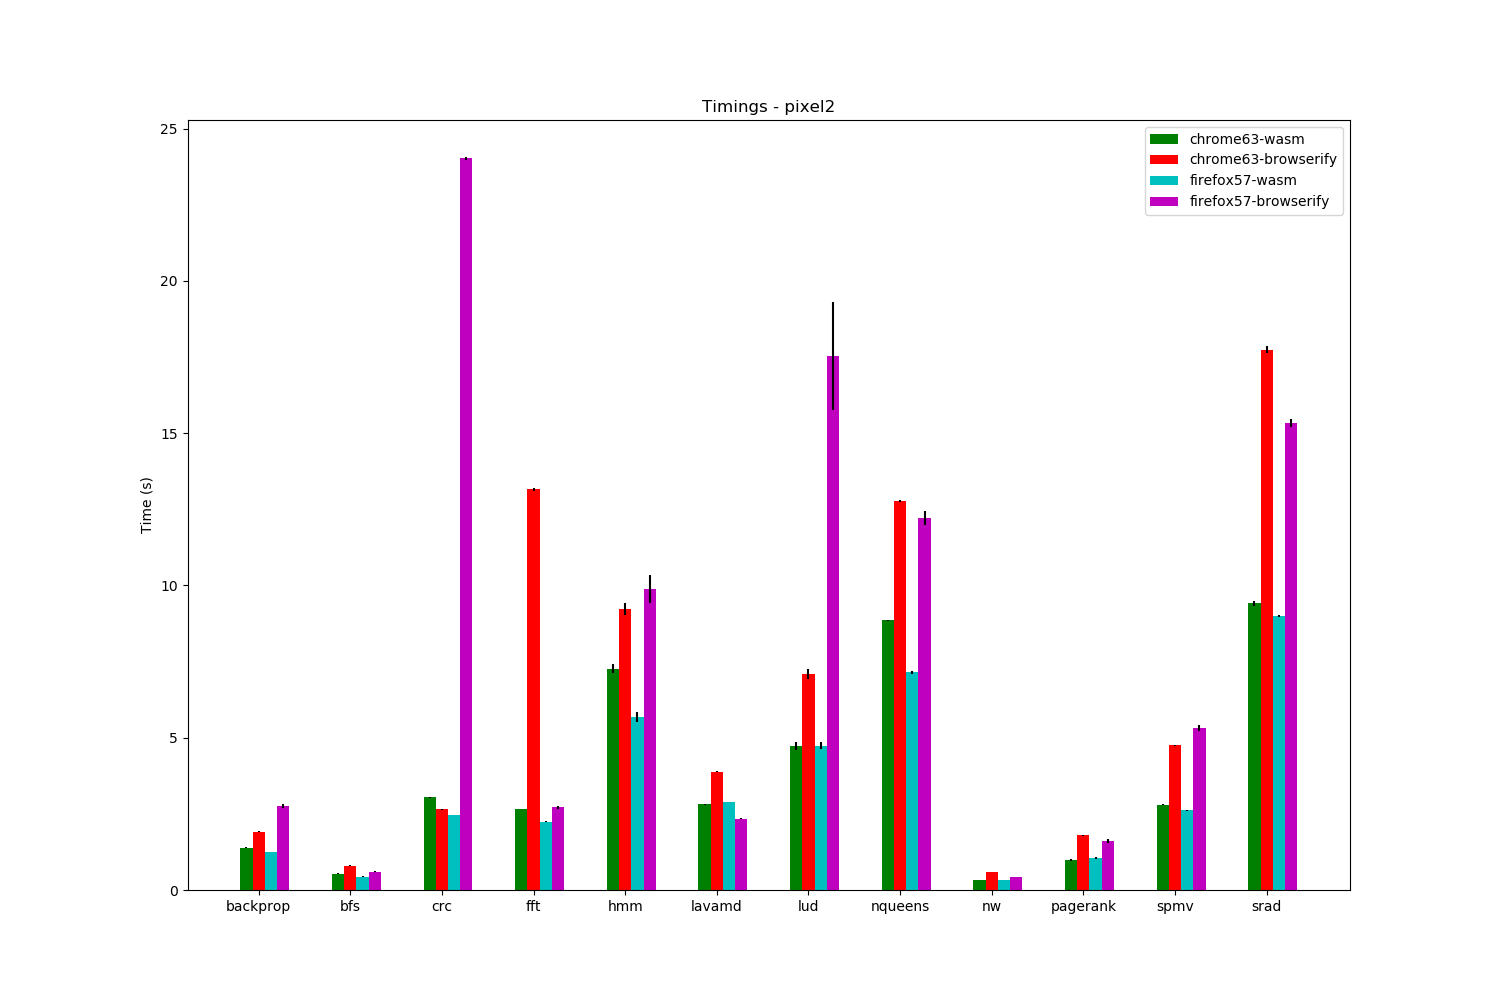 Timings - pixel2
chrome63-wasm
chrome63-browserify
firefox57-wasm
firefox57-browserify
Time (s)
25
20
15
10
5
0
backprop bfs crc fft hmm lavamd lud nqueens nw pagerank spmv srad